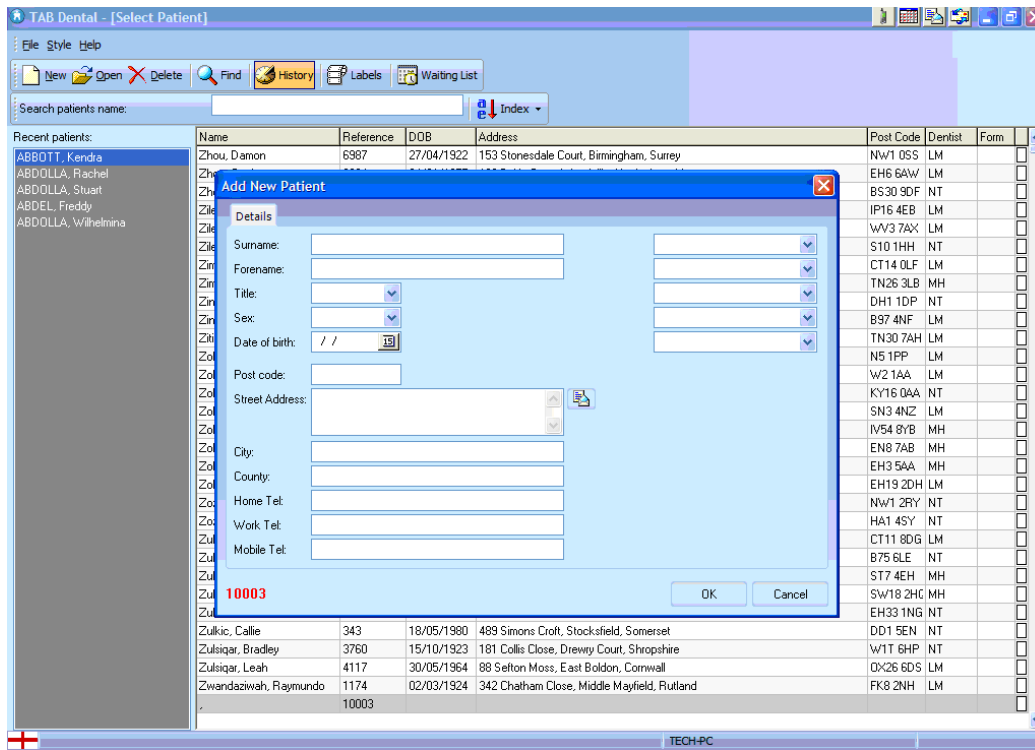 TAB Dental - [Select Patient]
File Style Help
New Open Delete Find History Labels Waiting List
Search patients name: Index
Recent patients:
ABBOTT, Kendra
ABDOLLA, Rachel
ABDOLLA, Stuart
ABDEL, Freddy
ABDOLLA, Wilhelmina
Name Reference DOB Address Post Code Dentist Form
Zhou, Damon 6987 27/04/1922 153 Stonesdale Court, Birmingham, Surrey NW1 0SS LM
EH6 6AW LM
BS30 9DF NT
IP16 4EB LM
WV3 7AX LM
S10 1HH NT
CT14 0LF LM
TN26 3LB MH
DH1 1DP NT
B97 4NF LM
TN30 7AH LM
N5 1PP LM
W2 1AA LM
KY16 0AA NT
SN3 4NZ LM
IV54 8YB MH
EN8 7AB MH
EH3 5AA MH
EH19 2DH LM
NW1 2RY NT
HA1 4SY NT
CT11 8DG LM
B75 6LE NT
ST7 4EH MH
SW18 2HC MH
EH33 1NG NT
Add New Patient
Details
Surname:
Forename:
Title:
Sex:
Date of birth: / / 15
Post code:
Street Address:
City:
County:
Home Tel:
Work Tel:
Mobile Tel:
10003 OK Cancel
Zulkic, Callie 343 18/05/1980 489 Simons Croft, Stocksfield, Somerset DD1 5EN NT
Zulsiqar, Bradley 3760 15/10/1923 181 Collis Close, Drewry Court, Shropshire W1T 6HP NT
Zulsiqar, Leah 4117 30/05/1964 88 Sefton Moss, East Boldon, Cornwall OX26 6DS LM
Zwandaziwah, Raymundo 1174 02/03/1924 342 Chatham Close, Middle Mayfield, Rutland FK8 2NH LM
, 10003
TECH-PC